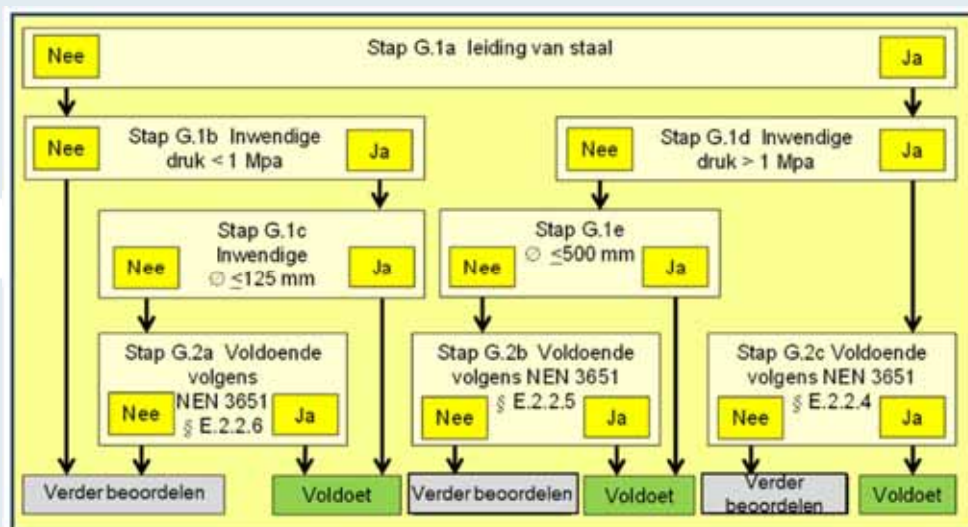 Stap G.1a leiding van staal
Nee
Ja
Stap G.1b Inwendige
druk < 1 Mpa
Nee
Ja
Stap G.1d Inwendige
druk > 1 Mpa
Nee
Ja
Stap G.1c
Inwendige
∅ ≤125 mm
Nee
Ja
Stap G.1e
∅ ≤500 mm
Nee
Ja
Stap G.2a Voldoende
volgens
NEN 3651
§ E.2.2.6
Nee
Ja
Stap G.2b Voldoende
volgens NEN 3651
§ E.2.2.5
Nee
Ja
Stap G.2c Voldoende
volgens NEN 3651
§ E.2.2.4
Nee
Ja
Verder beoordelen
Voldoet
Verder beoordelen
Voldoet
Verder
beoordelen
Voldoet